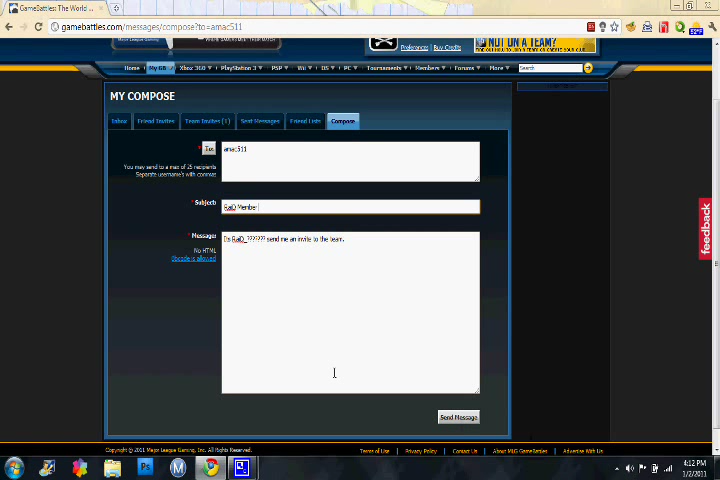 GameBattles: The World ...
gamebattles.com/messages/compose?to=amac511
Preferences | Buy Credits
NOT ON A TEAM?
Home My GB Xbox 360 PlayStation 3 PSP Wii DS PC Tournaments Members Forums More Search
MY COMPOSE
Inbox Friend Invites Team Invites (1) Sent Messages Friend Lists Compose
* To: amac511
You may send to a max of 25 recipients
Separate username's with commas
* Subject: RaiD Member
* Message: Its RaiD_??????? send me an invite to the team.
No HTML
Gbcode is allowed
feedback
Send Message
Copyright © 2011 Major League Gaming, Inc. All Rights Reserved. Terms of Use Privacy Policy Contact Us About MLG GameBattles Advertise With Us
52°F
Ps
4:12 PM
1/2/2011